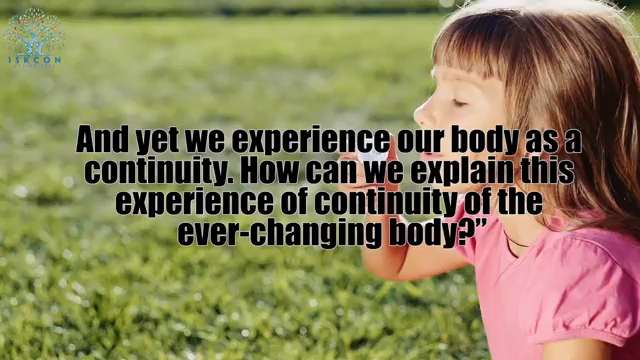 ISKCON
And yet we experience our body as a
continuity. How can we explain this
experience of continuity of the
ever-changing body?”